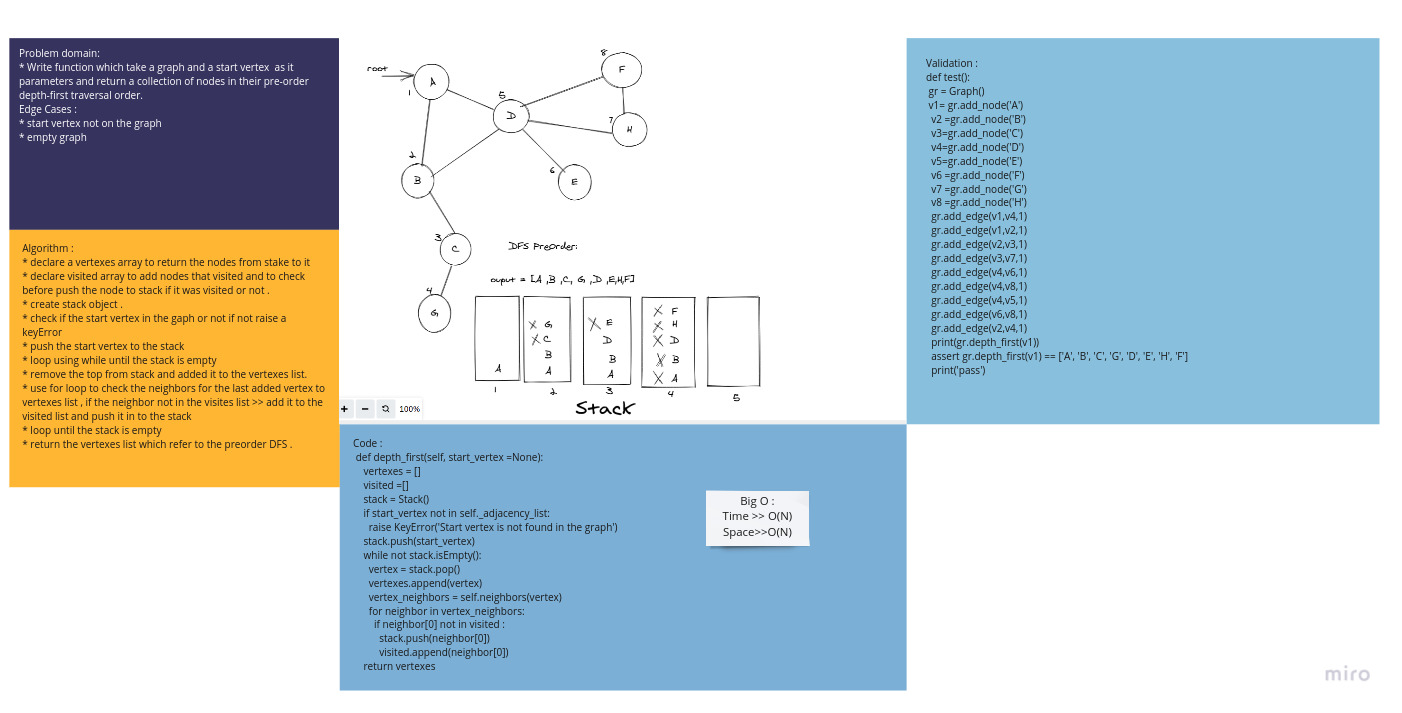 Problem domain:
* Write function which take a graph and a start vertex as it
parameters and return a collection of nodes in their pre-order
depth-first traversal order.
Edge Cases :
* start vertex not on the graph
* empty graph
Algorithm :
* declare a vertexes array to return the nodes from stake to it
* declare visited array to add nodes that visited and to check
before push the node to stack if it was visited or not .
* create stack object .
* check if the start vertex in the gaph or not if not raise a
keyError
* push the start vertex to the stack
* loop using while until the stack is empty
* remove the top from stack and added it to the vertexes list.
* use for loop to check the neighbors for the last added vertex to
vertexes list , if the neighbor not in the visites list >> add it to the
visited list and push it in to the stack
* loop until the stack is empty
* return the vertexes list which refer to the preorder DFS .
root
A
1
B
2
C
3
G
4
D
5
E
6
H
7
F
8
DFS Preorder:
ouput = [A ,B ,C, G ,D ,E,H,F]
A
1
X G
X C
B
A
2
X E
D
B
A
3
X F
X H
X D
X B
X A
4
5
Stack
100%
Code :
def depth_first(self, start_vertex =None):
vertexes = []
visited =[]
stack = Stack()
if start_vertex not in self._adjacency_list:
raise KeyError('Start vertex is not found in the graph')
stack.push(start_vertex)
while not stack.isEmpty():
vertex = stack.pop()
vertexes.append(vertex)
vertex_neighbors = self.neighbors(vertex)
for neighbor in vertex_neighbors:
if neighbor[0] not in visited :
stack.push(neighbor[0])
visited.append(neighbor[0])
return vertexes
Big O :
Time >> O(N)
Space>>O(N)
Validation :
def test():
gr = Graph()
v1= gr.add_node('A')
v2 =gr.add_node('B')
v3=gr.add_node('C')
v4=gr.add_node('D')
v5=gr.add_node('E')
v6 =gr.add_node('F')
v7 =gr.add_node('G')
v8 =gr.add_node('H')
gr.add_edge(v1,v4,1)
gr.add_edge(v1,v2,1)
gr.add_edge(v2,v3,1)
gr.add_edge(v3,v7,1)
gr.add_edge(v4,v6,1)
gr.add_edge(v4,v8,1)
gr.add_edge(v4,v5,1)
gr.add_edge(v6,v8,1)
gr.add_edge(v2,v4,1)
print(gr.depth_first(v1))
assert gr.depth_first(v1) == ['A', 'B', 'C', 'G', 'D', 'E', 'H', 'F']
print('pass')
miro